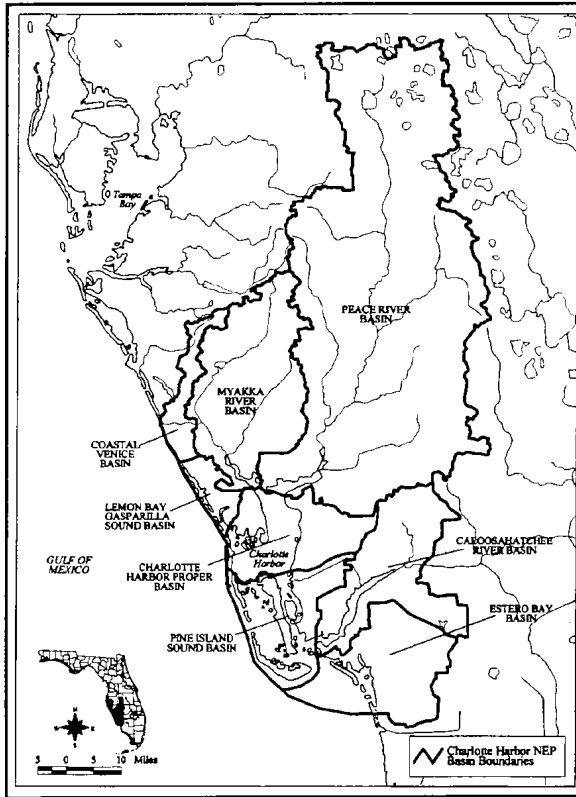 Tampa
Bay
PEACE RIVER
BASIN
MYAKKA
RIVER
BASIN
COASTAL
VENICE
BASIN
LEMON BAY
GASPARILLA
SOUND BASIN
GULF OF
MEXICO
CHARLOTTE
HARBOR PROPER
BASIN
Charlotte
Harbor
CALOOSAHATCHEE
RIVER BASIN
ESTERO BAY
BASIN
PINE ISLAND
SOUND BASIN
N
W E
S
5 0 5 10 Miles
Charlotte Harbor NEP
Basin Boundaries